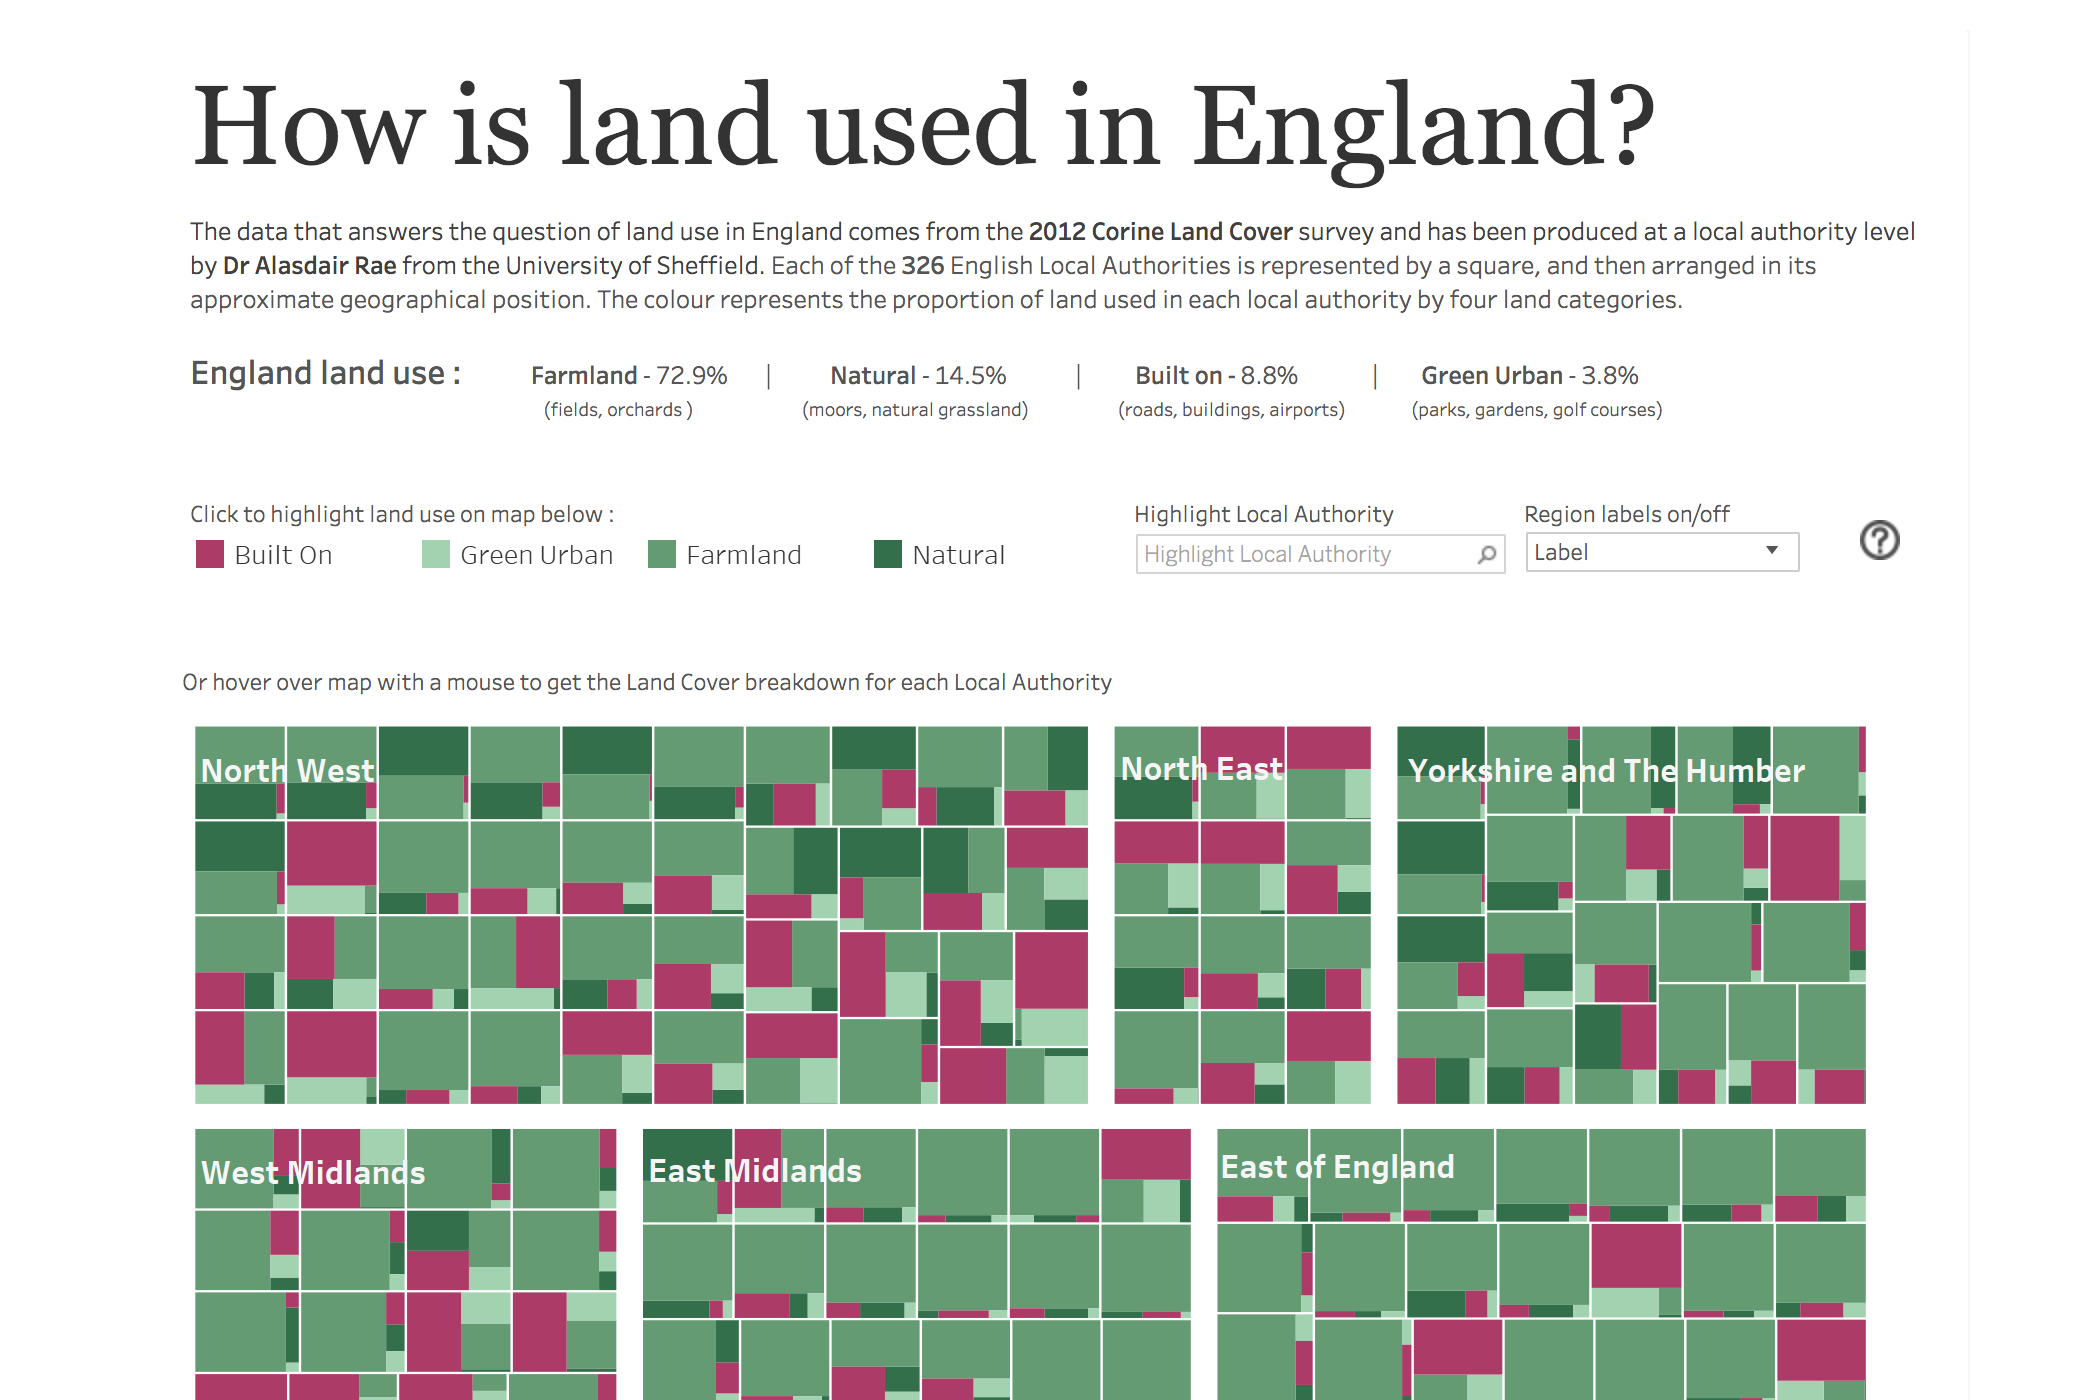 How is land used in England?
The data that answers the question of land use in England comes from the 2012 Corine Land Cover survey and has been produced at a local authority level
by Dr Alasdair Rae from the University of Sheffield. Each of the 326 English Local Authorities is represented by a square, and then arranged in its
approximate geographical position. The colour represents the proportion of land used in each local authority by four land categories.
England land use : Farmland - 72.9% | Natural - 14.5% | Built on - 8.8% | Green Urban - 3.8%
(fields, orchards ) (moors, natural grassland) (roads, buildings, airports) (parks, gardens, golf courses)
Click to highlight land use on map below : Highlight Local Authority Region labels on/off
Built On Green Urban Farmland Natural Highlight Local Authority Label ?
Or hover over map with a mouse to get the Land Cover breakdown for each Local Authority
North West North East Yorkshire and The Humber
West Midlands East Midlands East of England